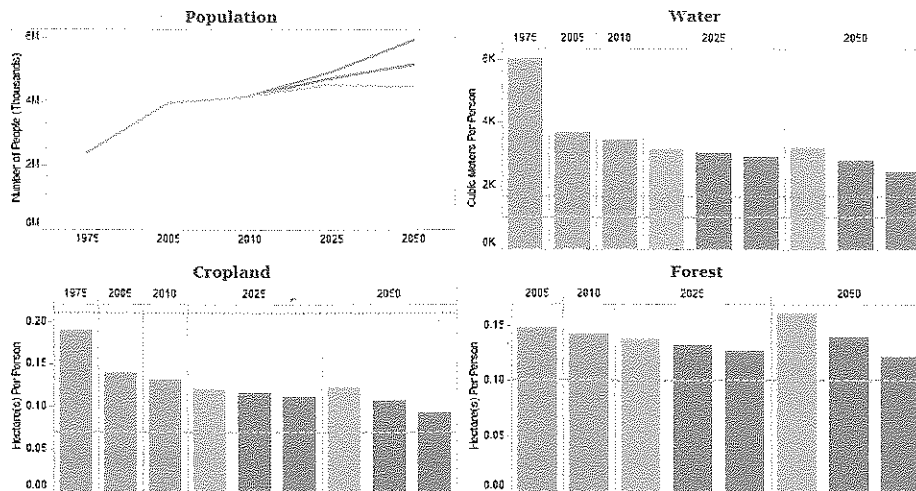 Population
Number of People (Thousands)
6M
4M
2M
0M
1975 2005 2010 2025 2050
Water
1975 2005 2010 2025 2050
Cubic Meters Per Person
6K
4K
2K
0K
Cropland
1975 2005 2010 2025 2050
Hectare(s) Per Person
0.20
0.15
0.10
0.05
0.00
Forest
2005 2010 2025 2050
Hectare(s) Per Person
0.15
0.10
0.05
0.00